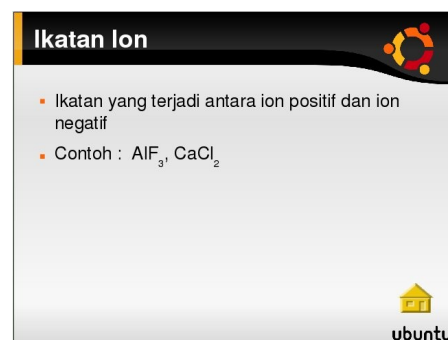 Ikatan Ion
Ikatan yang terjadi antara ion positif dan ion
negatif
Contoh : AlF₃, CaCl₂
ubuntu